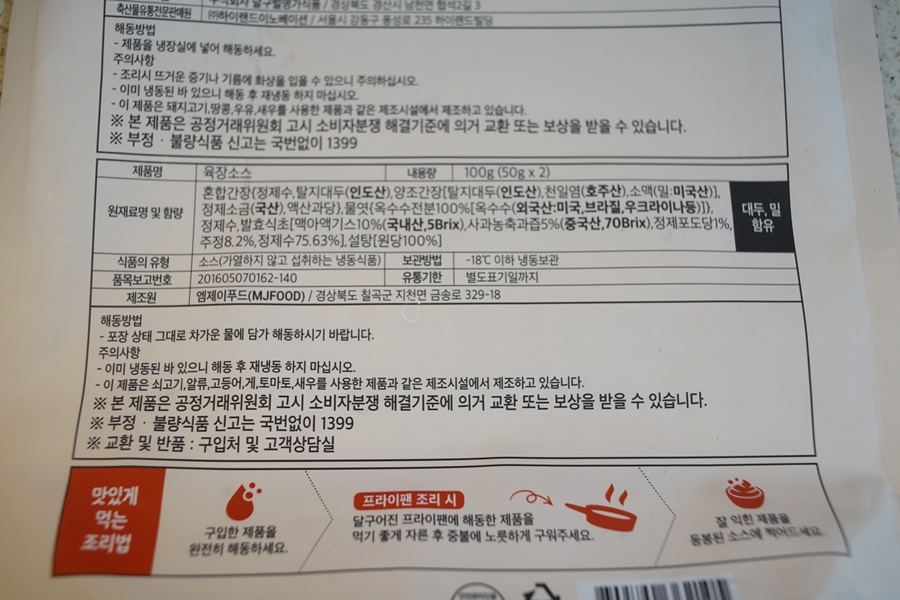 달구벌명가식품 / 경상북도 경산시 남천면 협석2길 3
축산물유통전문판매원 ㈜하이랜드이노베이션 / 서울시 강동구 풍성로 235 하이랜드빌딩
해동방법
- 제품을 냉장실에 넣어 해동하세요.
주의사항
- 조리시 뜨거운 증기나 기름에 화상을 입을 수 있으니 주의하십시오.
- 이미 냉동된 바 있으니 해동 후 재냉동 하지 마십시오.
- 이 제품은 돼지고기,땅콩,우유,새우를 사용한 제품과 같은 제조시설에서 제조하고 있습니다.
※ 본 제품은 공정거래위원회 고시 소비자분쟁 해결기준에 의거 교환 또는 보상을 받을 수 있습니다.
※ 부정 · 불량식품 신고는 국번없이 1399
제품명 육장소스 내용량 100g (50g x 2)
원재료명 및 함량 혼합간장{정제수,탈지대두(인도산),양조간장[탈지대두(인도산),천일염(호주산),소맥(밀:미국산)],
정제소금(국산),액산과당},물엿{옥수수전분100%[옥수수(외국산:미국,브라질,우크라이나등)]},
정제수,발효식초[맥아엑기스10%(국내산,5Brix),사과농축과즙5%(중국산,70Brix),정제포도당1%,
주정8.2%,정제수75.63%],설탕[원당100%]
대두, 밀
함유
식품의 유형 소스(가열하지 않고 섭취하는 냉동식품) 보관방법 -18℃ 이하 냉동보관
품목보고번호 201605070162-140 유통기한 별도표기일까지
제조원 엠제이푸드(MJFOOD) / 경상북도 칠곡군 지천면 금송로 329-18
해동방법
- 포장 상태 그대로 차가운 물에 담가 해동하시기 바랍니다.
주의사항
- 이미 냉동된 바 있으니 해동 후 재냉동 하지 마십시오.
- 이 제품은 쇠고기,알류,고등어,게,토마토,새우를 사용한 제품과 같은 제조시설에서 제조하고 있습니다.
※ 본 제품은 공정거래위원회 고시 소비자분쟁 해결기준에 의거 교환 또는 보상을 받을 수 있습니다.
※ 부정 · 불량식품 신고는 국번없이 1399
※ 교환 및 반품 : 구입처 및 고객상담실
맛있게
먹는
조리법
구입한 제품을
완전히 해동하세요.
프라이팬 조리 시
달구어진 프라이팬에 해동한 제품을
먹기 좋게 자른 후 중불에 노릇하게 구워주세요.
잘 익힌 제품을
동봉된 소스에 찍어드세요.